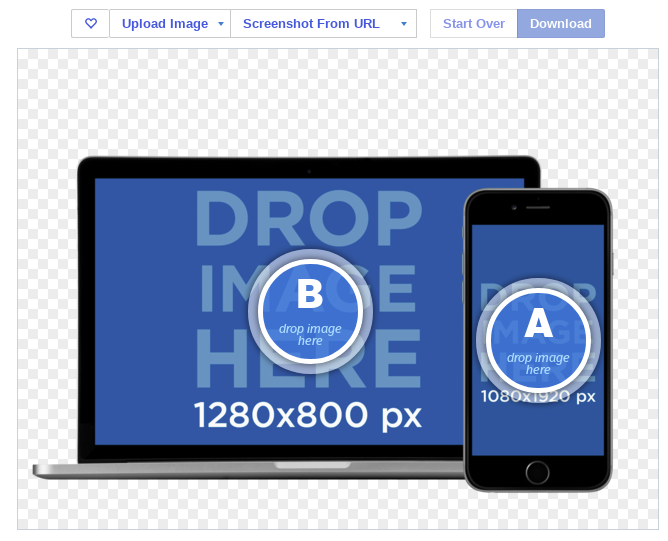 Upload Image
Screenshot From URL
Start Over
Download
DROP
IMAGE
HERE
1280x800 px
B
drop image
here
DROP
IMAGE
HERE
1080x1920 px
A
drop image
here